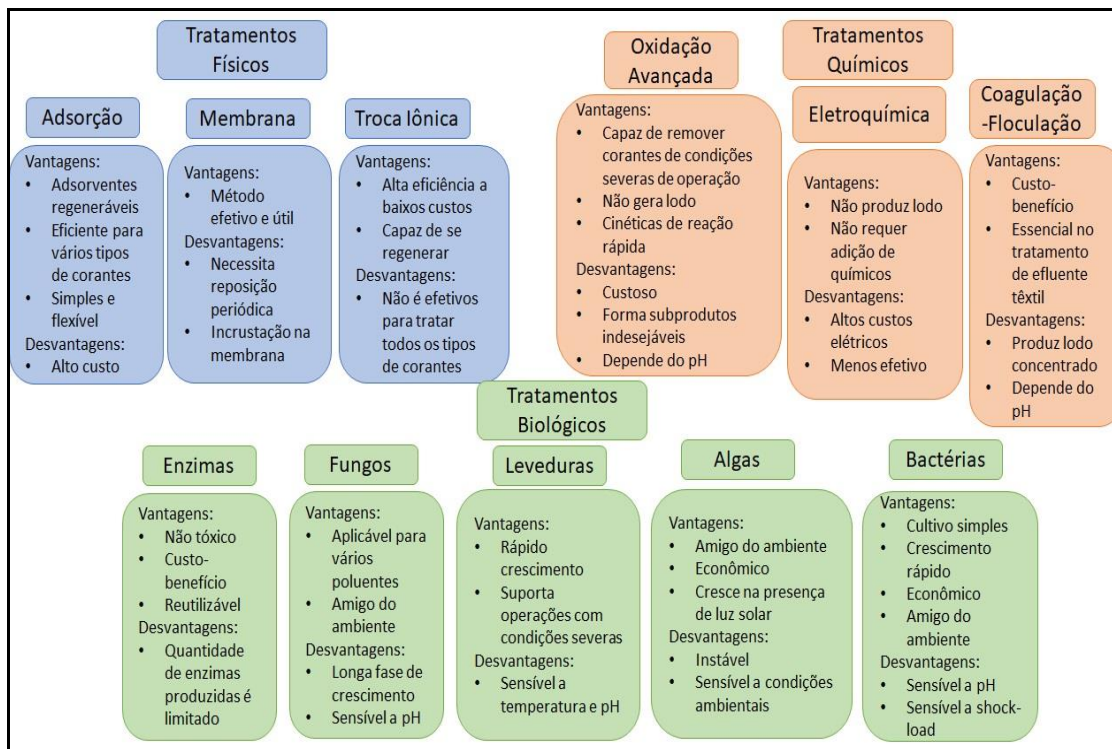 Tratamentos
Físicos
Adsorção
Vantagens:
• Adsorventes
regeneráveis
• Eficiente para
vários tipos
de corantes
• Simples e
flexível
Desvantagens:
• Alto custo
Membrana
Vantagens:
• Método
efetivo e útil
Desvantagens:
• Necessita
reposição
periódica
• Incrustação na
membrana
Troca Iônica
Vantagens:
• Alta eficiência a
baixos custos
• Capaz de se
regenerar
Desvantagens:
• Não é efetivos
para tratar
todos os tipos
de corantes
Tratamentos
Químicos
Oxidação
Avançada
Vantagens:
• Capaz de remover
corantes de condições
severas de operação
• Não gera lodo
• Cinéticas de reação
rápida
Desvantagens:
• Custoso
• Forma subprodutos
indesejáveis
• Depende do pH
Eletroquímica
Vantagens:
• Não produz lodo
• Não requer
adição de
químicos
Desvantagens:
• Altos custos
elétricos
• Menos efetivo
Coagulação
-Floculação
Vantagens:
• Custo-
benefício
• Essencial no
tratamento
de efluente
têxtil
Desvantagens:
• Produz lodo
concentrado
• Depende do
pH
Tratamentos
Biológicos
Enzimas
Vantagens:
• Não tóxico
• Custo-
benefício
• Reutilizável
Desvantagens:
• Quantidade
de enzimas
produzidas é
limitado
Fungos
Vantagens:
• Aplicável para
vários
poluentes
• Amigo do
ambiente
Desvantagens:
• Longa fase de
crescimento
• Sensível a pH
Leveduras
Vantagens:
• Rápido
crescimento
• Suporta
operações com
condições severas
Desvantagens:
• Sensível a
temperatura e pH
Algas
Vantagens:
• Amigo do ambiente
• Econômico
• Cresce na presença
de luz solar
Desvantagens:
• Instável
• Sensível a condições
ambientais
Bactérias
Vantagens:
• Cultivo simples
• Crescimento
rápido
• Econômico
• Amigo do
ambiente
Desvantagens:
• Sensível a pH
• Sensível a shock-
load